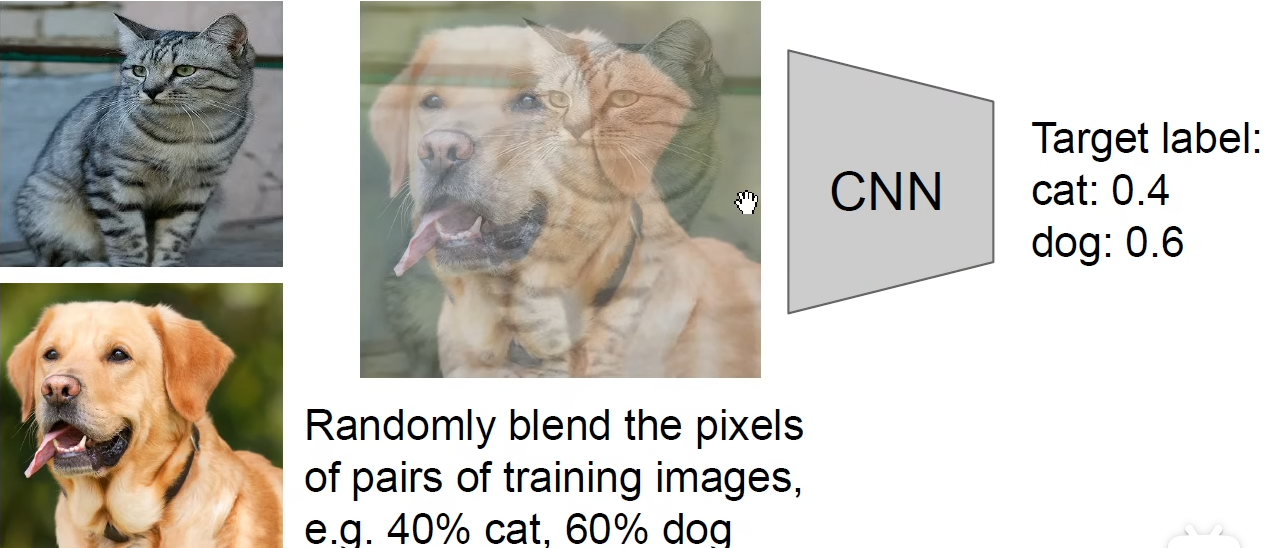 CNN
Target label:
cat: 0.4
dog: 0.6
Randomly blend the pixels
of pairs of training images,
e.g. 40% cat, 60% dog